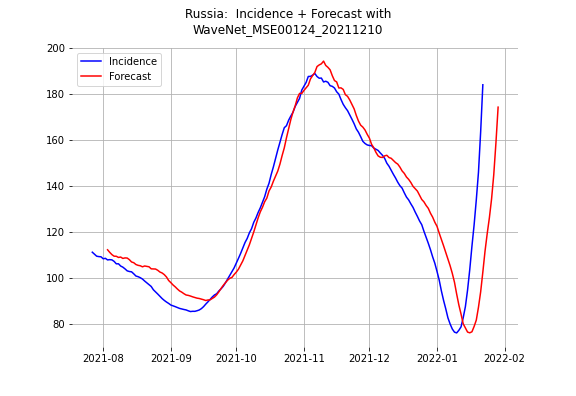 Russia:  Incidence + Forecast with
WaveNet_MSE00124_20211210
200
180
160
140
120
100
80
Incidence
Forecast
2021-08 2021-09 2021-10 2021-11 2021-12 2022-01 2022-02